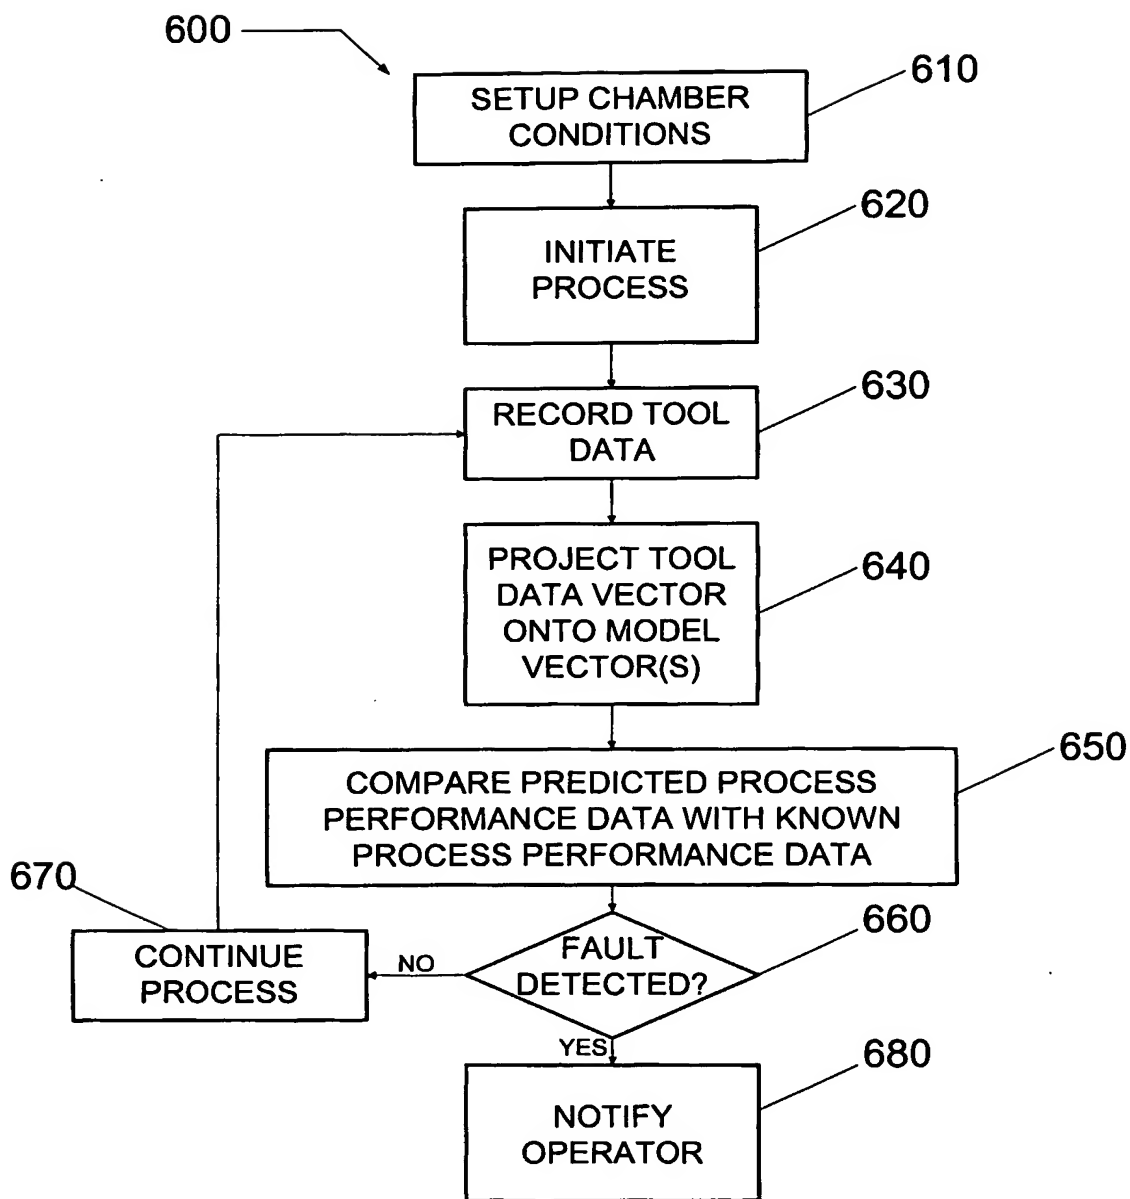 600
610
SETUP CHAMBER
CONDITIONS
620
INITIATE
PROCESS
630
RECORD TOOL
DATA
640
PROJECT TOOL
DATA VECTOR
ONTO MODEL
VECTOR(S)
650
COMPARE PREDICTED PROCESS
PERFORMANCE DATA WITH KNOWN
PROCESS PERFORMANCE DATA
660
FAULT
DETECTED?
NO
670
CONTINUE
PROCESS
YES
680
NOTIFY
OPERATOR